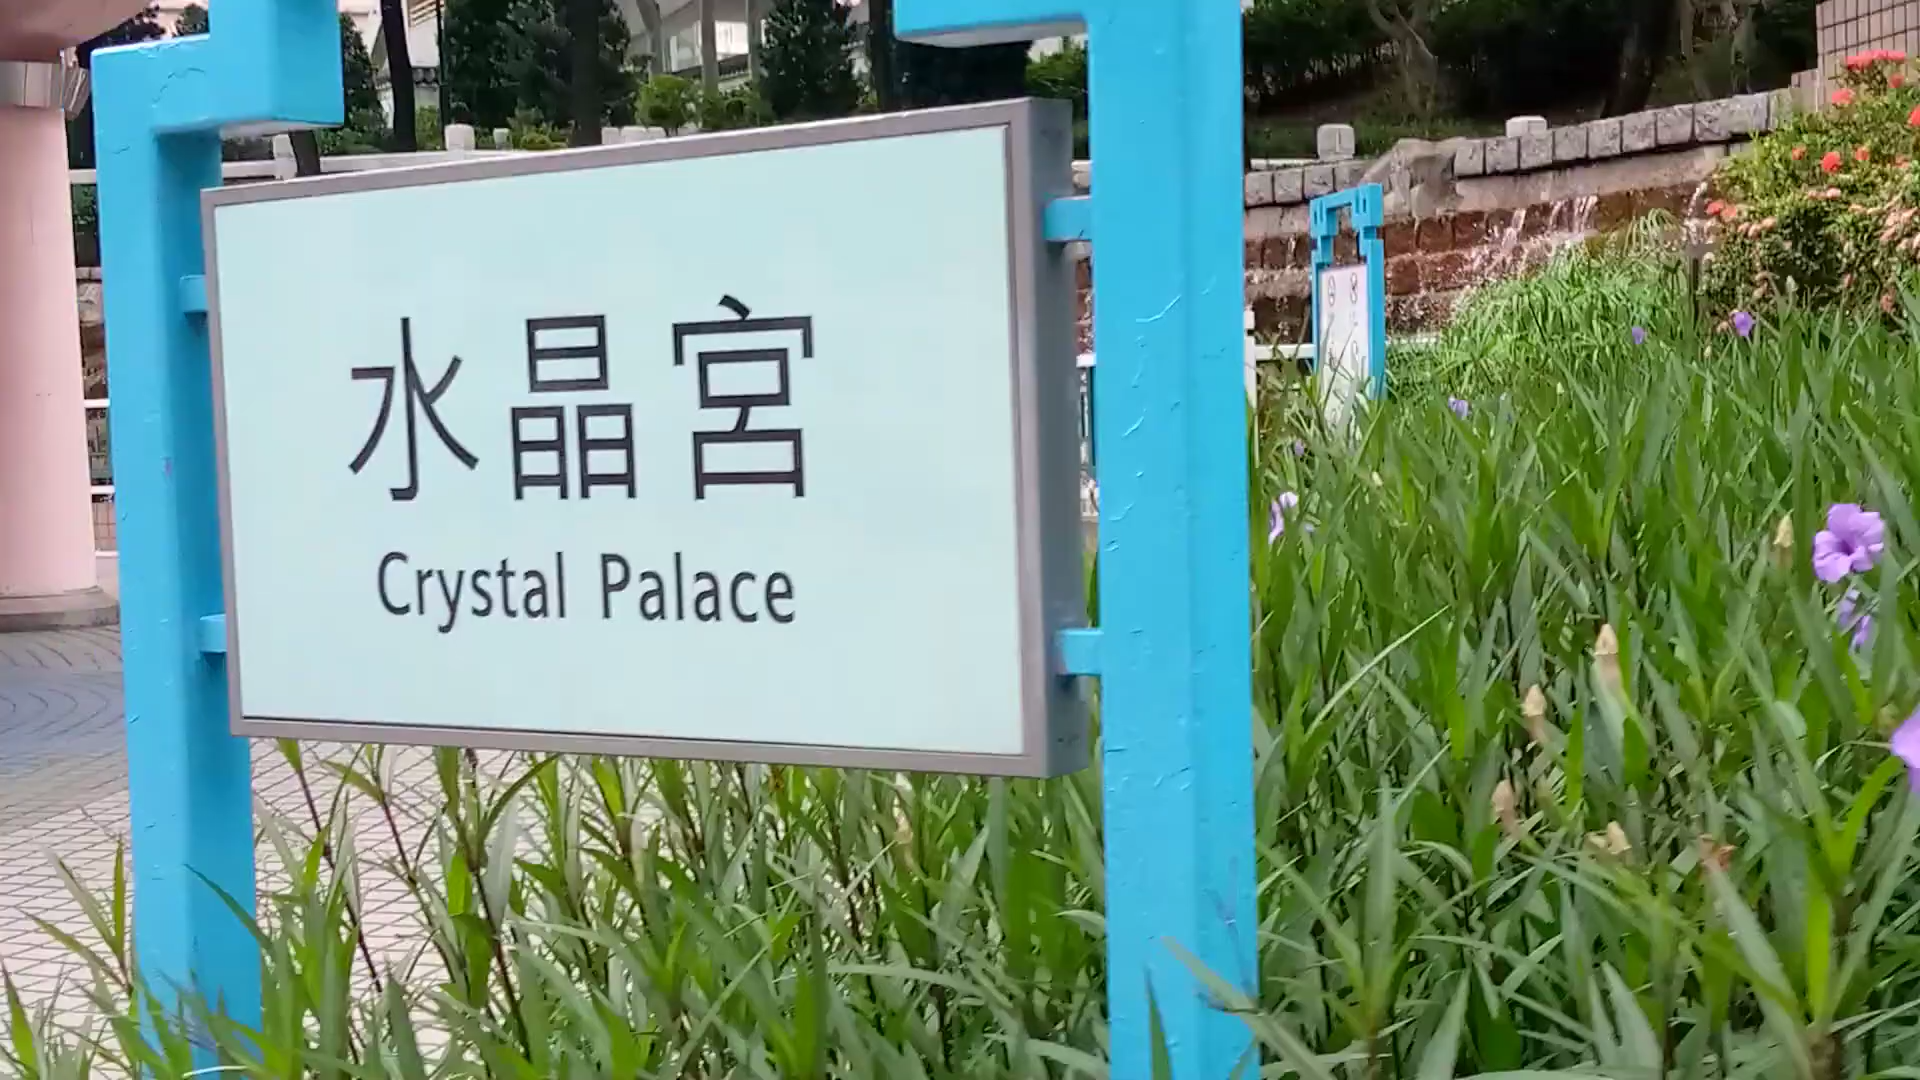 水晶宮
Crystal Palace